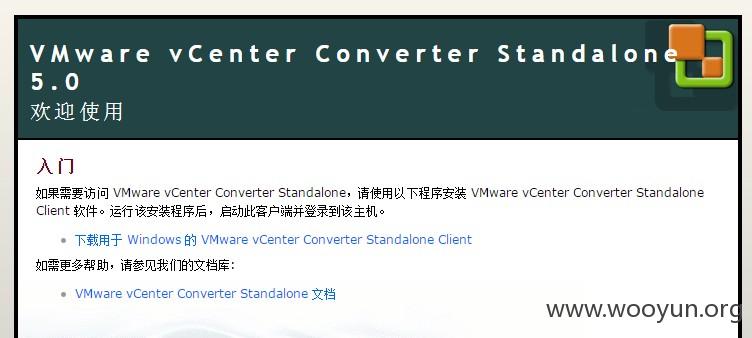 VMware vCenter Converter Standalone
5.0
欢迎使用
入门
如果需要访问 VMware vCenter Converter Standalone，请使用以下程序安装 VMware vCenter Converter Standalone
Client 软件。运行该安装程序后，启动此客户端并登录到该主机。
下载用于 Windows 的 VMware vCenter Converter Standalone Client
如需更多帮助，请参见我们的文档库：
VMware vCenter Converter Standalone 文档
www.wooyun.org